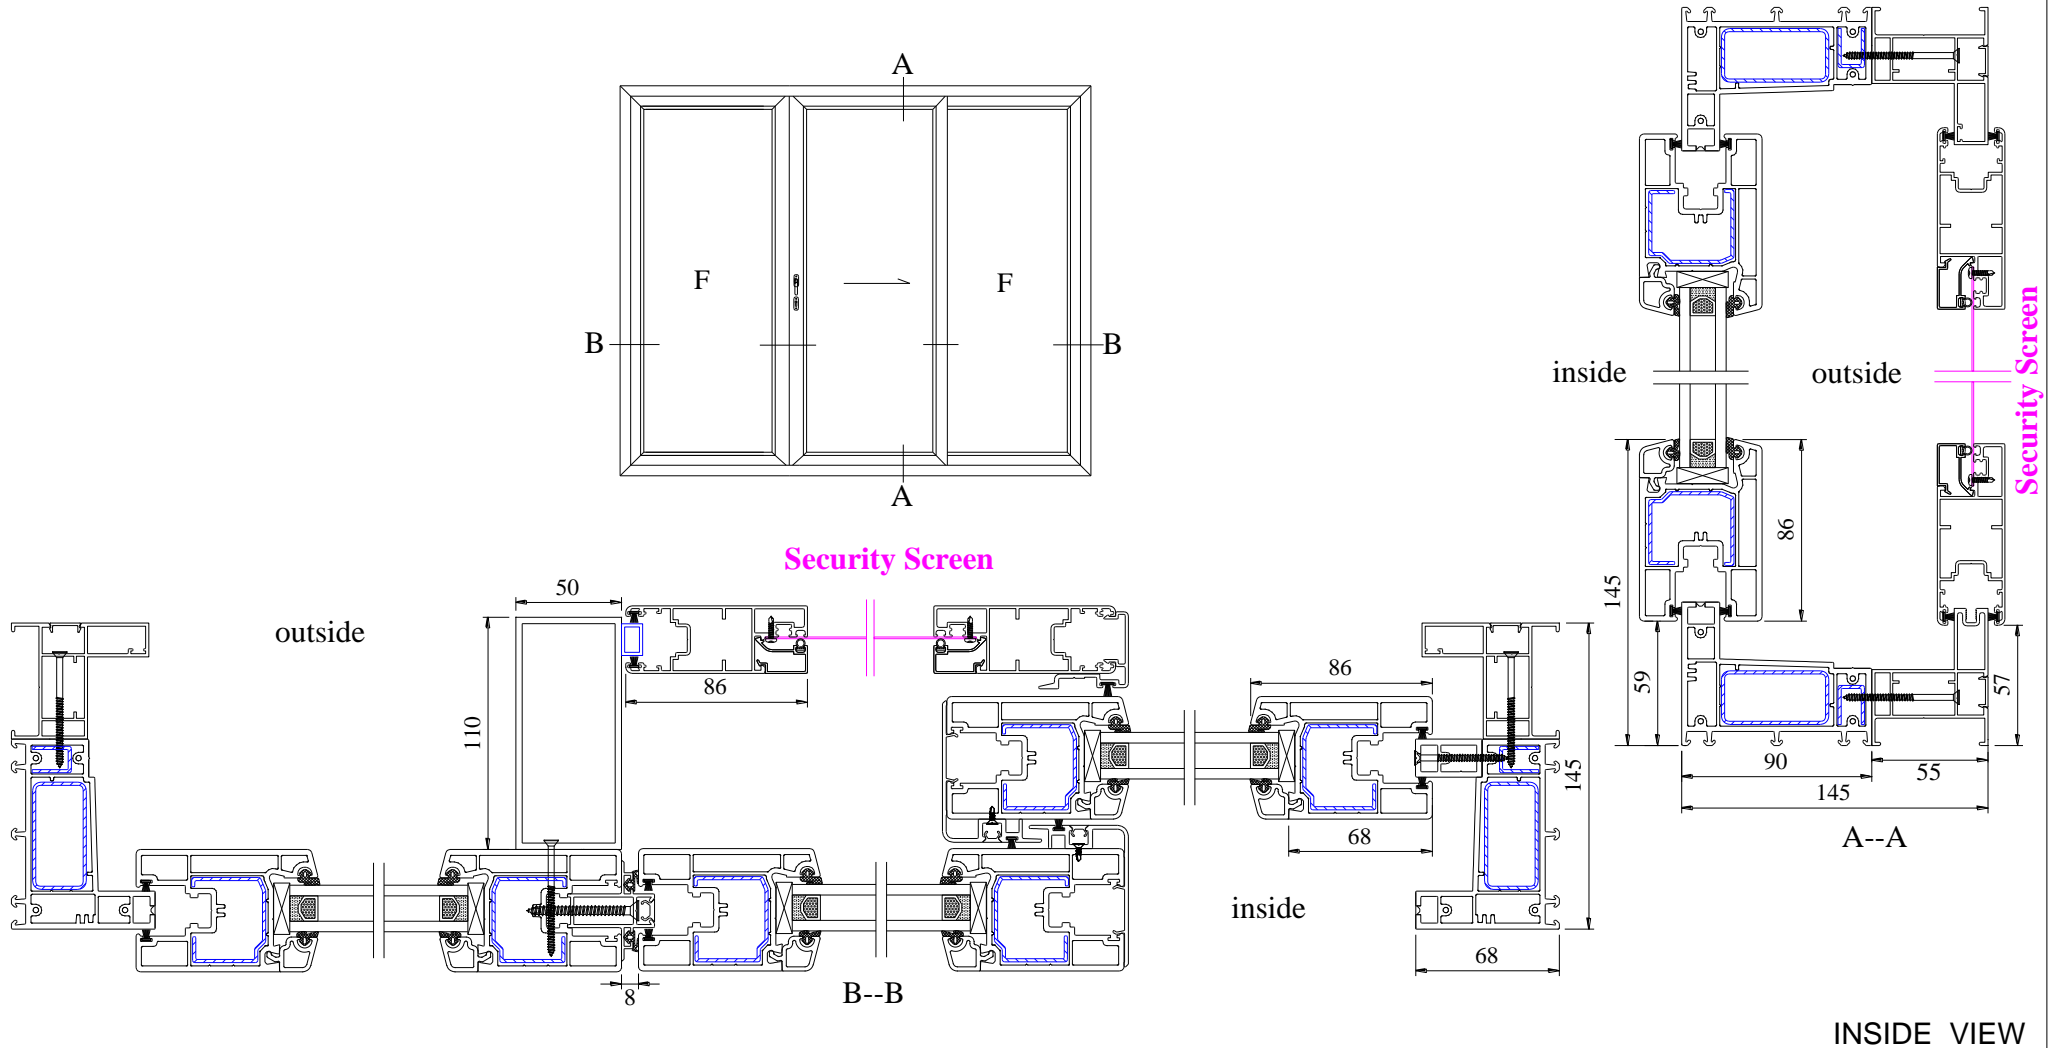 A
F
F
B
B
A
Security Screen
outside
50
86
110
86
68
145
68
8
inside
B--B
inside
outside
Security Screen
86
145
59
57
90
55
145
A--A
INSIDE VIEW